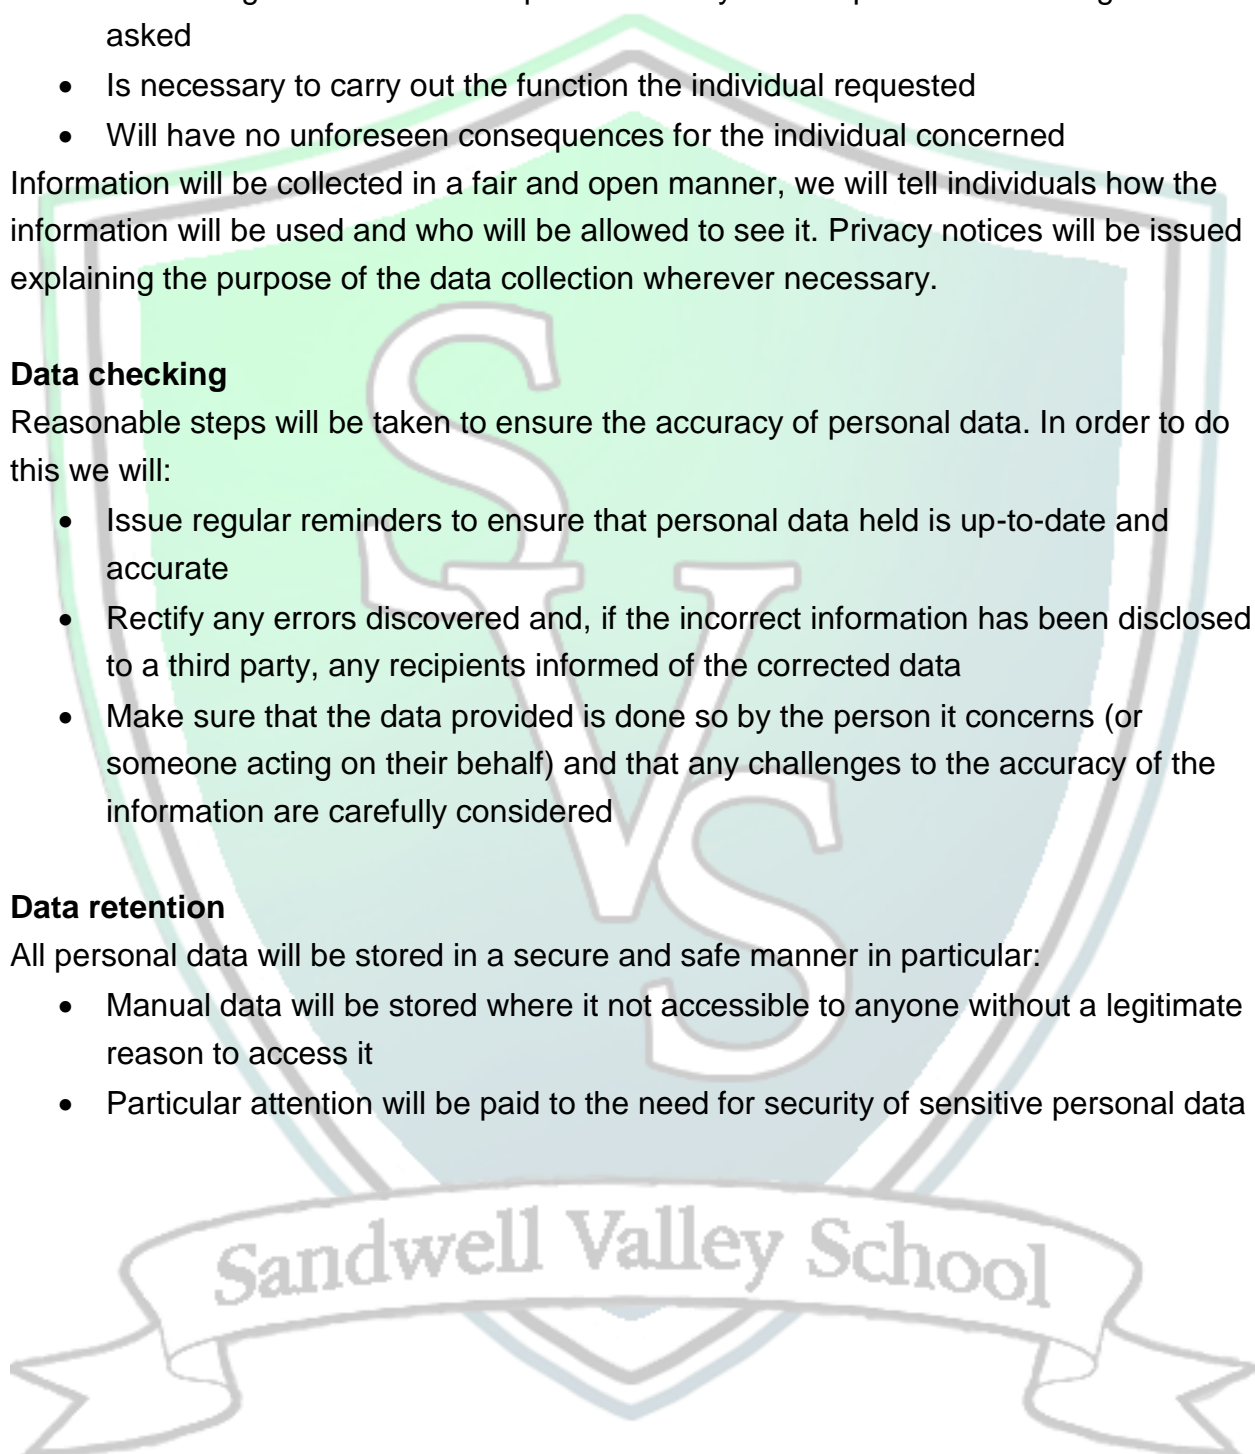 asked
• Is necessary to carry out the function the individual requested
• Will have no unforeseen consequences for the individual concerned
Information will be collected in a fair and open manner, we will tell individuals how the
information will be used and who will be allowed to see it. Privacy notices will be issued
explaining the purpose of the data collection wherever necessary.
Data checking
Reasonable steps will be taken to ensure the accuracy of personal data. In order to do
this we will:
• Issue regular reminders to ensure that personal data held is up-to-date and
accurate
• Rectify any errors discovered and, if the incorrect information has been disclosed
to a third party, any recipients informed of the corrected data
• Make sure that the data provided is done so by the person it concerns (or
someone acting on their behalf) and that any challenges to the accuracy of the
information are carefully considered
Data retention
All personal data will be stored in a secure and safe manner in particular:
• Manual data will be stored where it not accessible to anyone without a legitimate
reason to access it
• Particular attention will be paid to the need for security of sensitive personal data
SVS
Sandwell Valley School